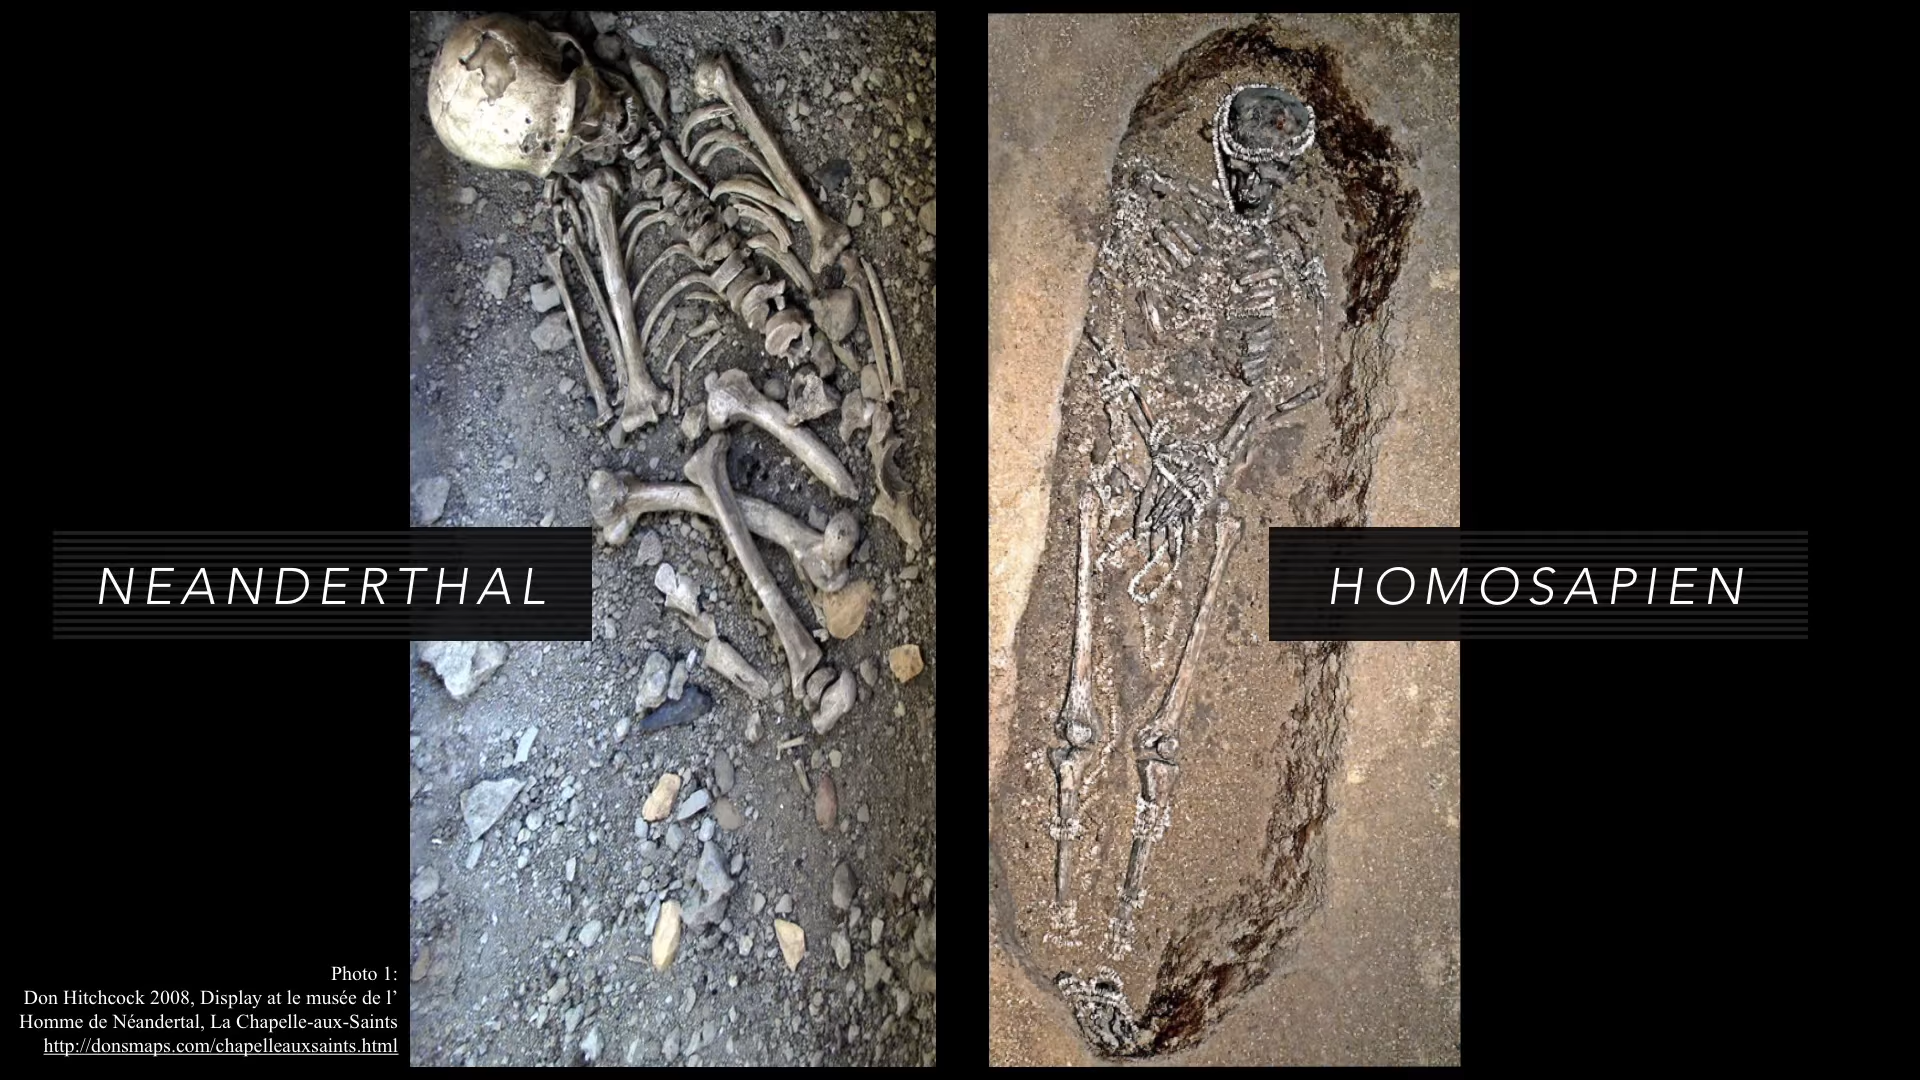 NEANDERTHAL
HOMOSAPIEN
Photo 1:
Don Hitchcock 2008, Display at le musée de l’
Homme de Néandertal, La Chapelle-aux-Saints
http://donsmaps.com/chapelleauxsaints.html